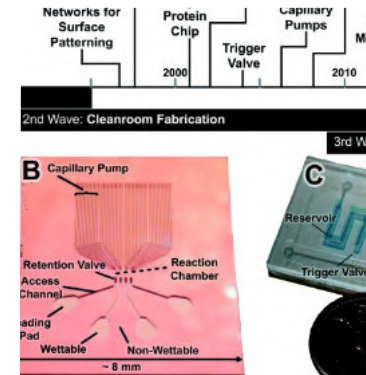 Networks for
Surface
Patterning
Protein
Chip
Trigger
Valve
Capillary
Pumps
2000
2010
2nd Wave: Cleanroom Fabrication
3rd
B
Capillary Pump
Retention Valve
Reaction
Chamber
Access
Channel
Pad
Wettable
Non-Wettable
~ 8 mm
C
Reservoir
Trigger Valve